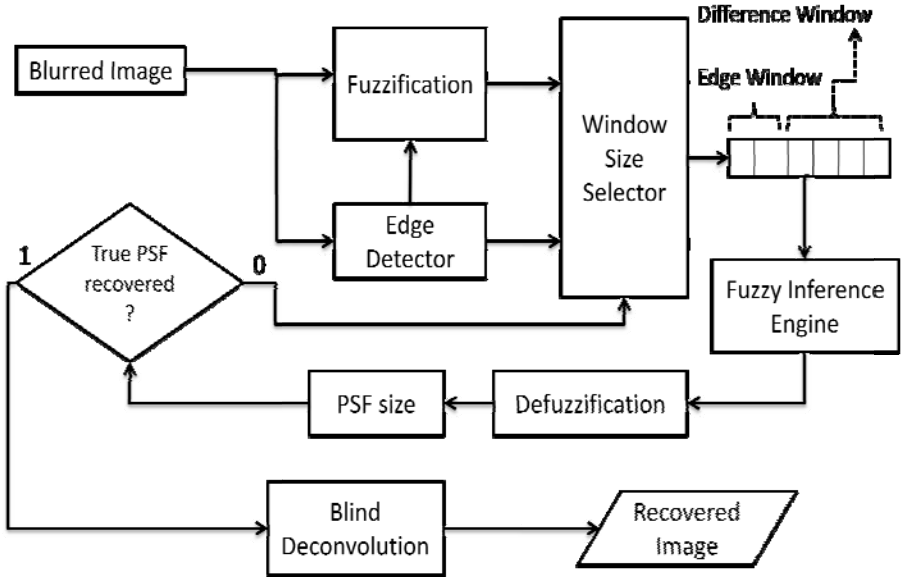 Difference Window
Blurred Image
Fuzzification
Edge Window
Window
Size
Selector
Edge
Detector
1
True PSF
recovered
?
0
Fuzzy Inference
Engine
PSF size
Defuzzification
Blind
Deconvolution
Recovered
Image